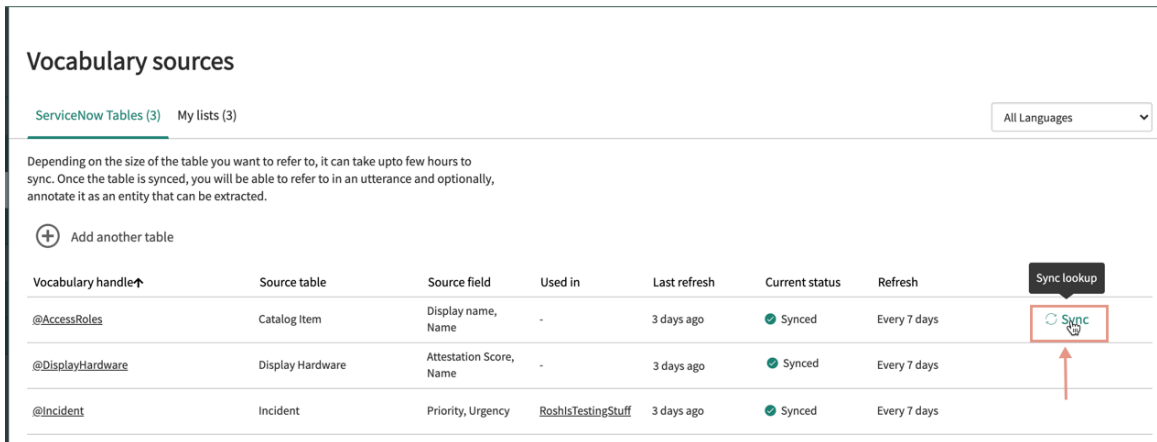 Vocabulary sources
ServiceNow Tables (3) My lists (3)
All Languages
Depending on the size of the table you want to refer to, it can take upto few hours to
sync. Once the table is synced, you will be able to refer to in an utterance and optionally,
annotate it as an entity that can be extracted.
Add another table
Sync lookup
Vocabulary handle↑ Source table Source field Used in Last refresh Current status Refresh
@AccessRoles Catalog Item Display name, Name - 3 days ago Synced Every 7 days Sync
@DisplayHardware Display Hardware Attestation Score, Name - 3 days ago Synced Every 7 days
@Incident Incident Priority, Urgency RoshIsTestingStuff 3 days ago Synced Every 7 days